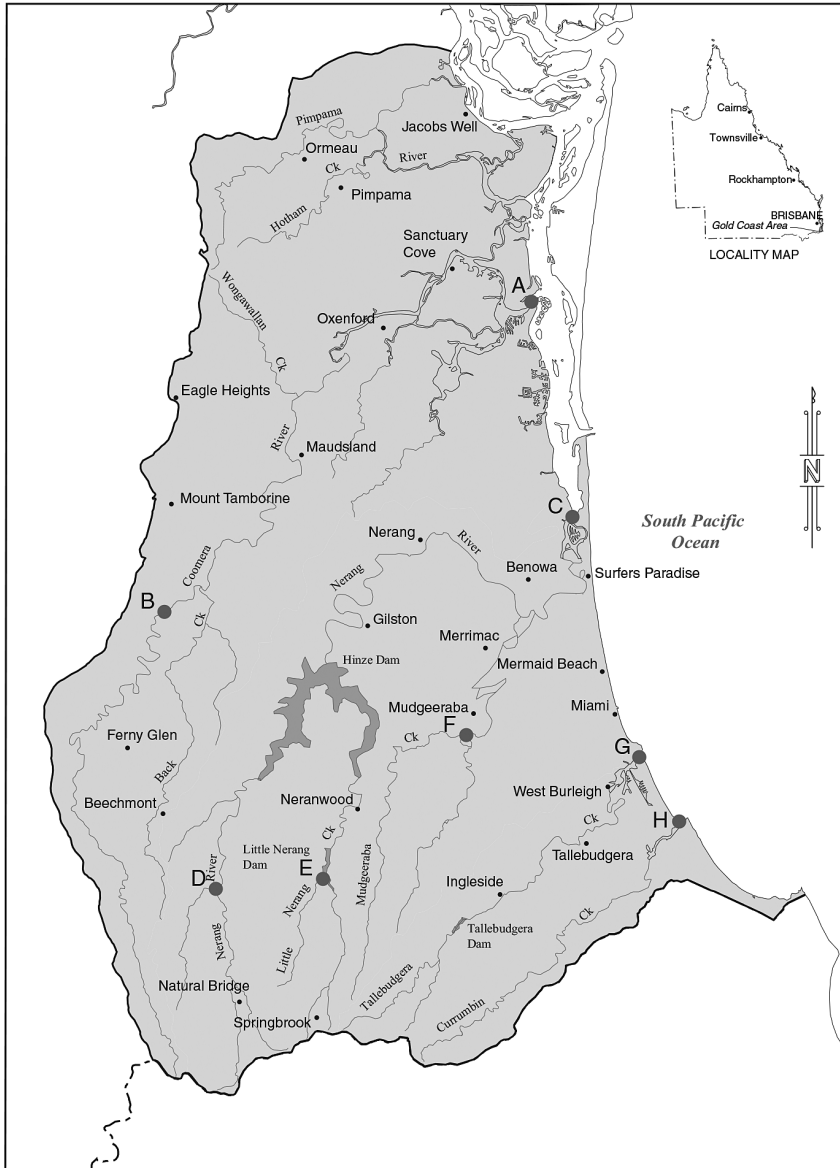 Pimpama
Jacobs Well
Ormeau
River
Ck
Pimpama
Hotham
Sanctuary
Cove
A
Wongawallan
Oxenford
Ck
Eagle Heights
River
Maudsland
Mount Tamborine
C
Nerang
River
Coomera
Nerang
Benowa
Surfers Paradise
B
Ck
Gilston
Merrimac
Hinze Dam
Mermaid Beach
Mudgeeraba
Miami
F
Ck
Ferny Glen
G
Back
West Burleigh
Beechmont
Neranwood
H
Ck
Ck
Little Nerang
Dam
Tallebudgera
D
River
E
Mudgeeraba
Ingleside
Nerang
Ck
Tallebudgera
Dam
Nerang
Little
Natural Bridge
Tallebudgera
Springbrook
Currumbin
South Pacific
Ocean
N
Cairns
Townsville
Rockhampton
BRISBANE
Gold Coast Area
LOCALITY MAP